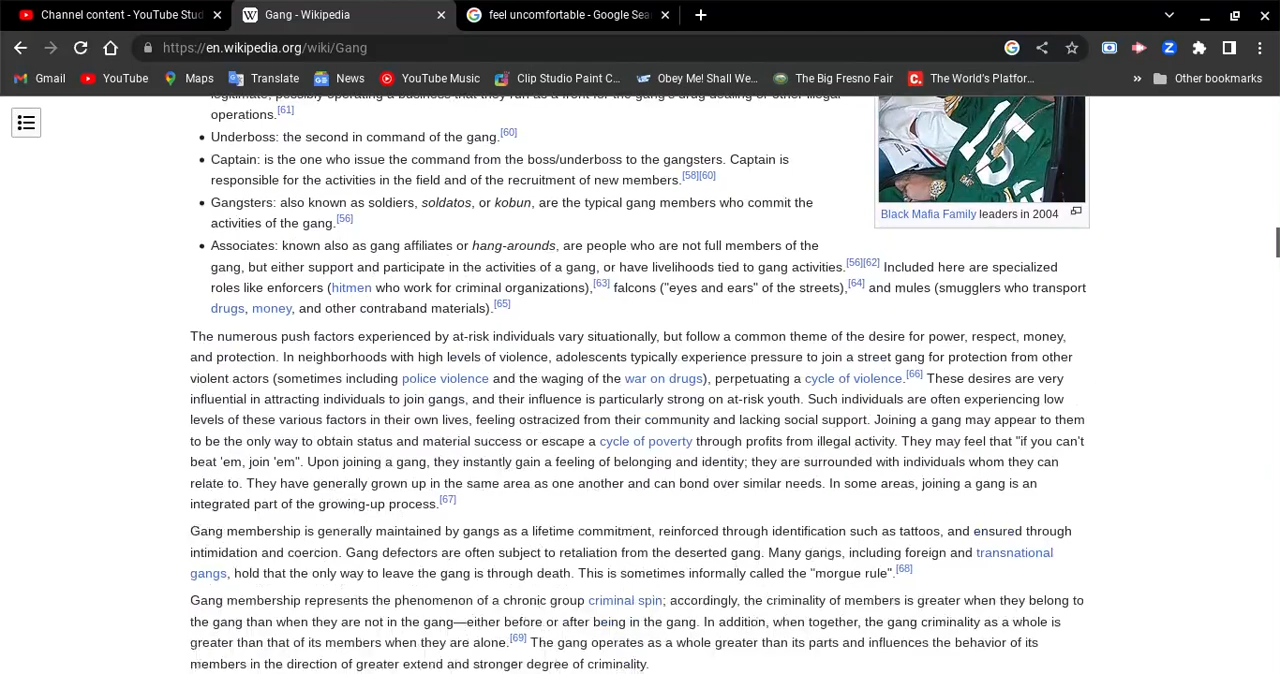 Channel content - YouTube Stud
Gang - Wikipedia
feel uncomfortable - Google Sea
https://en.wikipedia.org/wiki/Gang
Gmail
YouTube
Maps
Translate
News
YouTube Music
Clip Studio Paint C...
Obey Me! Shall We...
The Big Fresno Fair
The World's Platfor...
Other bookmarks
legitimate, possibly operating a business that they run as a front for the gang's drug dealing or other illegal
operations.[61]
• Underboss: the second in command of the gang.[60]
• Captain: is the one who issue the command from the boss/underboss to the gangsters. Captain is
responsible for the activities in the field and of the recruitment of new members.[58][60]
• Gangsters: also known as soldiers, soldatos, or kobun, are the typical gang members who commit the
activities of the gang.[56]
• Associates: known also as gang affiliates or hang-arounds, are people who are not full members of the
gang, but either support and participate in the activities of a gang, or have livelihoods tied to gang activities.[56][62] Included here are specialized
roles like enforcers (hitmen who work for criminal organizations),[63] falcons ("eyes and ears" of the streets),[64] and mules (smugglers who transport
drugs, money, and other contraband materials).[65]
Black Mafia Family leaders in 2004
The numerous push factors experienced by at-risk individuals vary situationally, but follow a common theme of the desire for power, respect, money,
and protection. In neighborhoods with high levels of violence, adolescents typically experience pressure to join a street gang for protection from other
violent actors (sometimes including police violence and the waging of the war on drugs), perpetuating a cycle of violence.[66] These desires are very
influential in attracting individuals to join gangs, and their influence is particularly strong on at-risk youth. Such individuals are often experiencing low
levels of these various factors in their own lives, feeling ostracized from their community and lacking social support. Joining a gang may appear to them
to be the only way to obtain status and material success or escape a cycle of poverty through profits from illegal activity. They may feel that "if you can't
beat 'em, join 'em". Upon joining a gang, they instantly gain a feeling of belonging and identity; they are surrounded with individuals whom they can
relate to. They have generally grown up in the same area as one another and can bond over similar needs. In some areas, joining a gang is an
integrated part of the growing-up process.[67]
Gang membership is generally maintained by gangs as a lifetime commitment, reinforced through identification such as tattoos, and ensured through
intimidation and coercion. Gang defectors are often subject to retaliation from the deserted gang. Many gangs, including foreign and transnational
gangs, hold that the only way to leave the gang is through death. This is sometimes informally called the "morgue rule".[68]
Gang membership represents the phenomenon of a chronic group criminal spin; accordingly, the criminality of members is greater when they belong to
the gang than when they are not in the gang—either before or after being in the gang. In addition, when together, the gang criminality as a whole is
greater than that of its members when they are alone.[69] The gang operates as a whole greater than its parts and influences the behavior of its
members in the direction of greater extend and stronger degree of criminality.